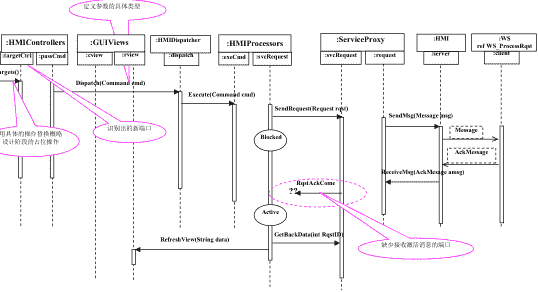 定义参数的具体类型
:HMIControllers
:GUIViews
:HMIDispatcher
:HMIProcessors
:ServiceProxy
:HMI
:WS
ref WS_ProcessRqst
:targetCtrl
:passCmd
:cview
:rview
:dispatch
:exeCmd
:svcRequest
:svcRequest
:request
:server
:client
argets()
Dispatch(Command cmd)
Execute(Command cmd)
SendRequest(Request rqst)
SendMsg(Message msg)
Message
识别出的新端口
用具体的操作替换概略
设计阶段的占位操作
Blocked
AckMessage
ReceiveMsg(AckMessage amsg)
RqstAckCome
??
Active
GetBackData(int RqstID)
RefreshView(String data)
缺少接收激活消息的端口